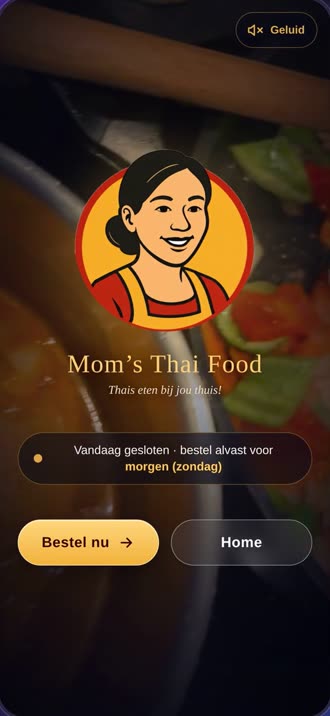 Geluid
Mom’s Thai Food
Thais eten bij jou thuis!
Vandaag gesloten · bestel alvast voor
morgen (zondag)
Bestel nu →
Home